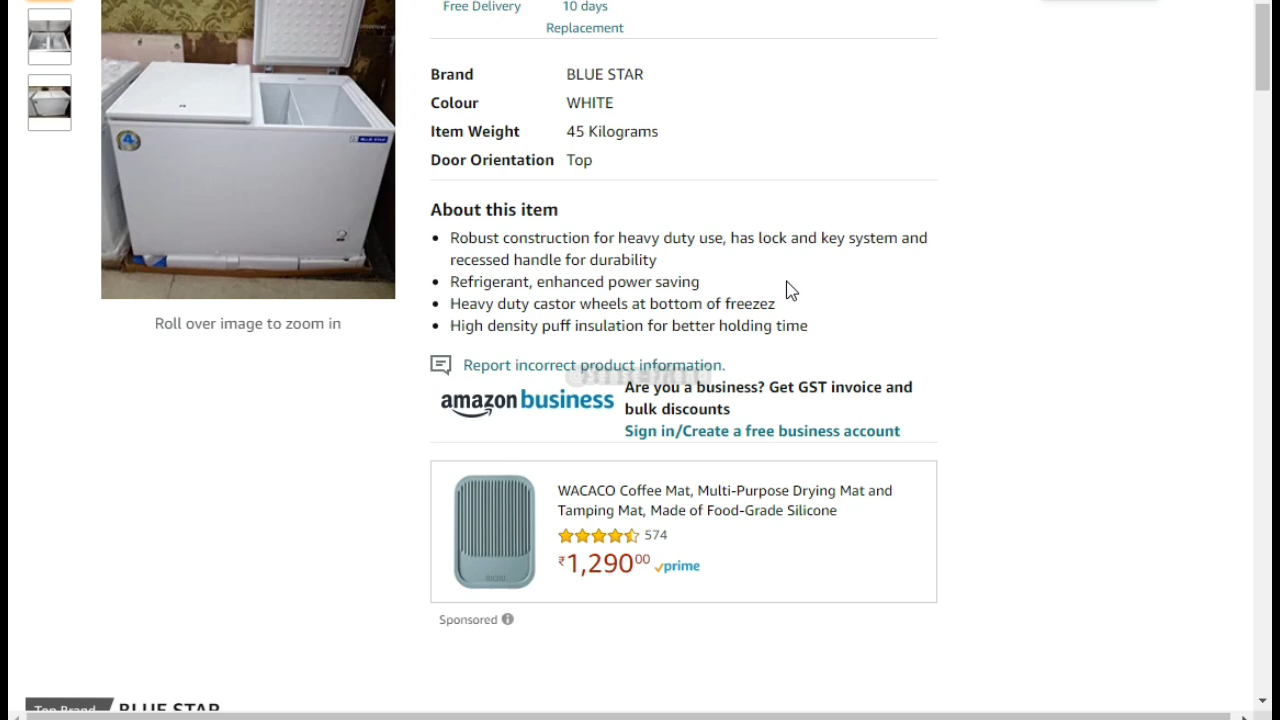 Free Delivery
10 days
Replacement
Brand BLUE STAR
Colour WHITE
Item Weight 45 Kilograms
Door Orientation Top
About this item
• Robust construction for heavy duty use, has lock and key system and
recessed handle for durability
• Refrigerant, enhanced power saving
• Heavy duty castor wheels at bottom of freezez
• High density puff insulation for better holding time
Roll over image to zoom in
Report incorrect product information.
amazon business
Are you a business? Get GST invoice and
bulk discounts
Sign in/Create a free business account
WACACO Coffee Mat, Multi-Purpose Drying Mat and
Tamping Mat, Made of Food-Grade Silicone
574
₹1,29000 prime
Sponsored
Top Brand BLUE STAR